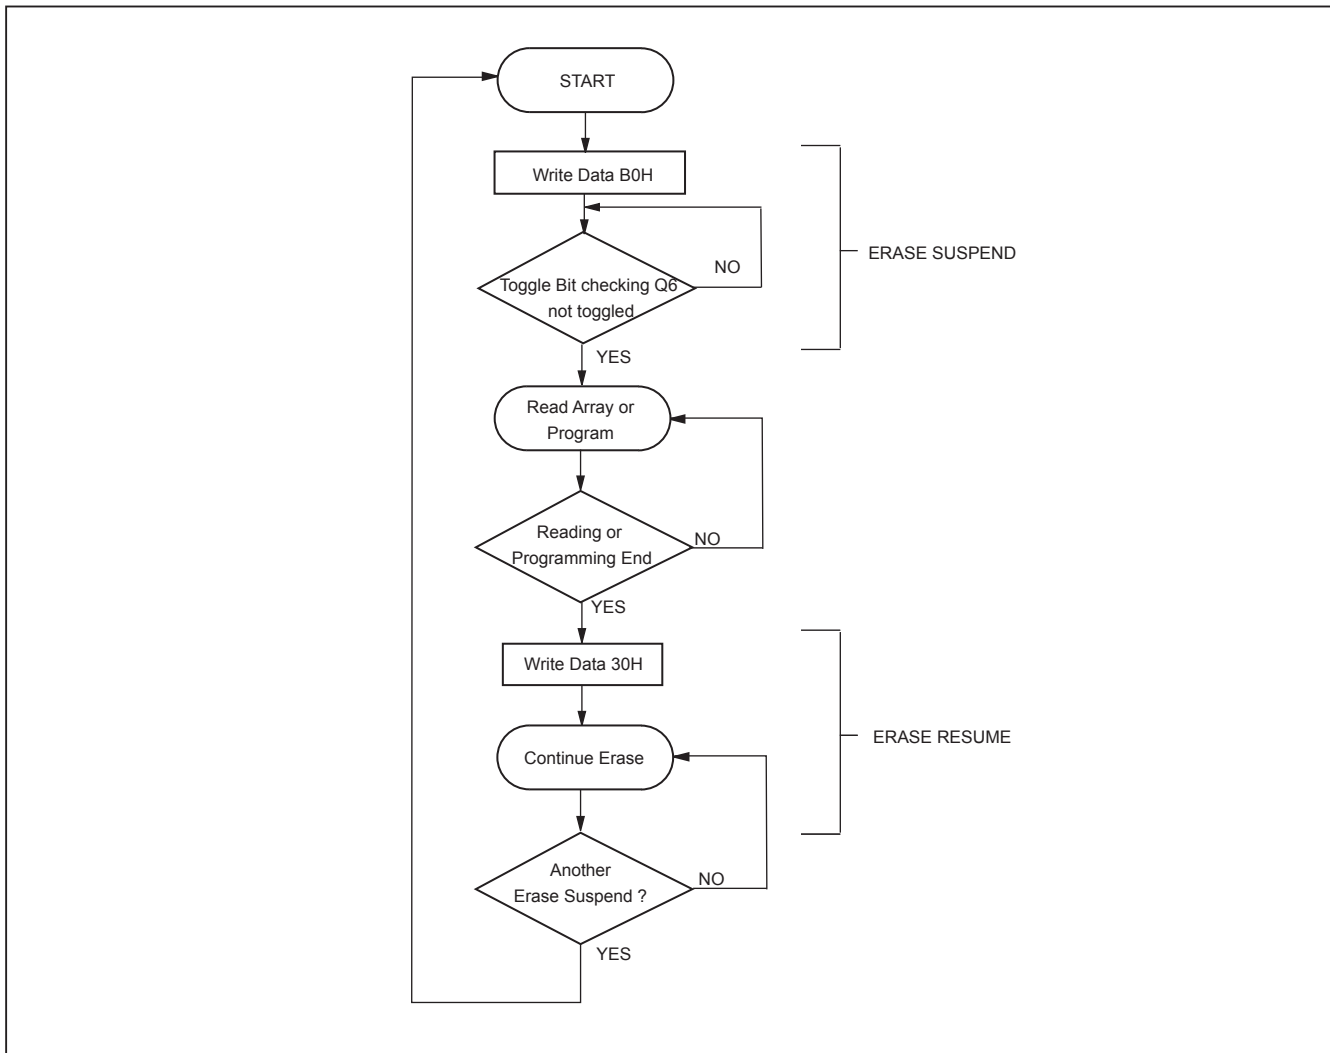 START
Write Data B0H
ERASE SUSPEND
NO
Toggle Bit checking Q6
not toggled
YES
Read Array or
Program
Reading or
NO
Programming End
YES
Write Data 30H
ERASE RESUME
Continue Erase
Another
NO
Erase Suspend ?
YES